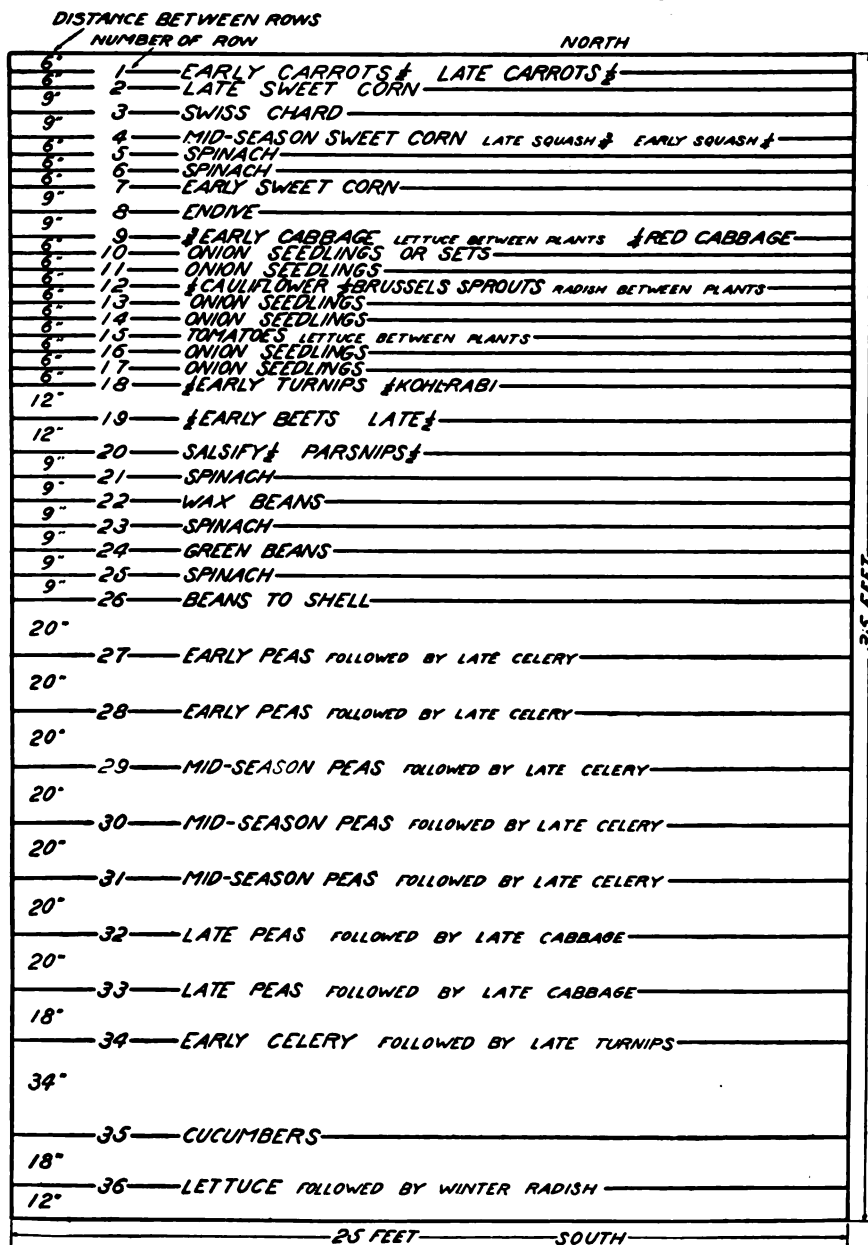 DISTANCE BETWEEN ROWS
NUMBER OF ROW NORTH
6"
1 EARLY CARROTS ½ LATE CARROTS ½
6"
2 LATE SWEET CORN
9"
3 SWISS CHARD
9"
4 MID-SEASON SWEET CORN LATE SQUASH EARLY SQUASH
6"
5 SPINACH
6"
6 SPINACH
6"
7 EARLY SWEET CORN
9"
8 ENDIVE
9"
9 EARLY CABBAGE LETTUCE BETWEEN PLANTS RED CABBAGE
6"
10 ONION SEEDLINGS OR SETS
6"
11 ONION SEEDLINGS
6"
12 ½ CAULIFLOWER ½ BRUSSELS SPROUTS RADISH BETWEEN PLANTS
6"
13 ONION SEEDLINGS
6"
14 ONION SEEDLINGS
6"
15 TOMATOES LETTUCE BETWEEN PLANTS
6"
16 ONION SEEDLINGS
6"
17 ONION SEEDLINGS
6"
18 ½ EARLY TURNIPS ½ KOHL-RABI
12"
19 ½ EARLY BEETS LATE ½
12"
20 SALSIFY ½ PARSNIPS ½
9"
21 SPINACH
9"
22 WAX BEANS
9"
23 SPINACH
9"
24 GREEN BEANS
9"
25 SPINACH
9"
26 BEANS TO SHELL
20"
27 EARLY PEAS FOLLOWED BY LATE CELERY
20"
28 EARLY PEAS FOLLOWED BY LATE CELERY
20"
29 MID-SEASON PEAS FOLLOWED BY LATE CELERY
20"
30 MID-SEASON PEAS FOLLOWED BY LATE CELERY
20"
31 MID-SEASON PEAS FOLLOWED BY LATE CELERY
20"
32 LATE PEAS FOLLOWED BY LATE CABBAGE
20"
33 LATE PEAS FOLLOWED BY LATE CABBAGE
18"
34 EARLY CELERY FOLLOWED BY LATE TURNIPS
34"
35 CUCUMBERS
18"
36 LETTUCE FOLLOWED BY WINTER RADISH
12"
25 FEET SOUTH
FEET